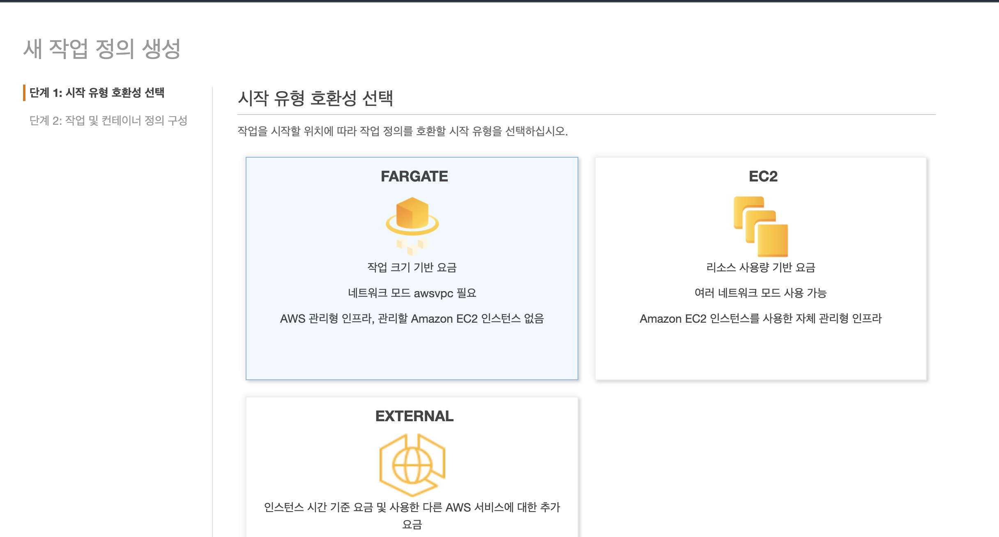 새 작업 정의 생성
단계 1: 시작 유형 호환성 선택
단계 2: 작업 및 컨테이너 정의 구성
시작 유형 호환성 선택
작업을 시작할 위치에 따라 작업 정의를 호환할 시작 유형을 선택하십시오.
FARGATE
작업 크기 기반 요금
네트워크 모드 awsvpc 필요
AWS 관리형 인프라, 관리할 Amazon EC2 인스턴스 없음
EC2
리소스 사용량 기반 요금
여러 네트워크 모드 사용 가능
Amazon EC2 인스턴스를 사용한 자체 관리형 인프라
EXTERNAL
인스턴스 시간 기준 요금 및 사용한 다른 AWS 서비스에 대한 추가
요금